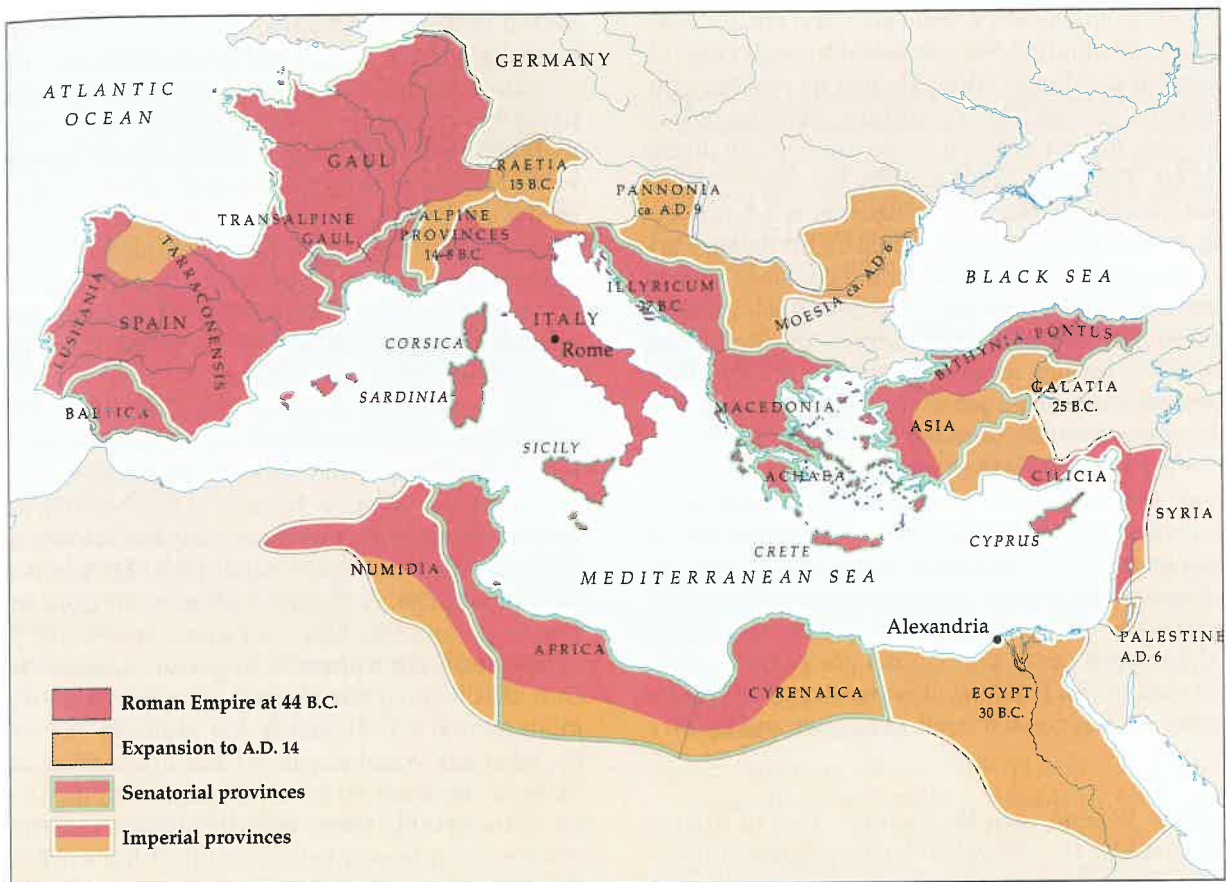 ATLANTIC
OCEAN
GERMANY
GAUL
RAETIA
15 B.C.
PANNONIA
ca. A.D. 9
TRANSALPINE
GAUL
ALPINE
PROVINCES
14-8 B.C.
MOESIA ca. A.D. 6
BLACK SEA
LUSITANIA
SPAIN
TARRACONENSIS
ILLYRICUM
27 B.C.
ITALY
Rome
CORSICA
SARDINIA
BAETICA
MACEDONIA
BITHYNIA PONTUS
GALATIA
25 B.C.
ASIA
SICILY
ACHAEA
CILICIA
SYRIA
CYPRUS
CRETE
MEDITERRANEAN SEA
NUMIDIA
AFRICA
Alexandria
PALESTINE
A.D. 6
CYRENAICA
EGYPT
30 B.C.
Roman Empire at 44 B.C.
Expansion to A.D. 14
Senatorial provinces
Imperial provinces